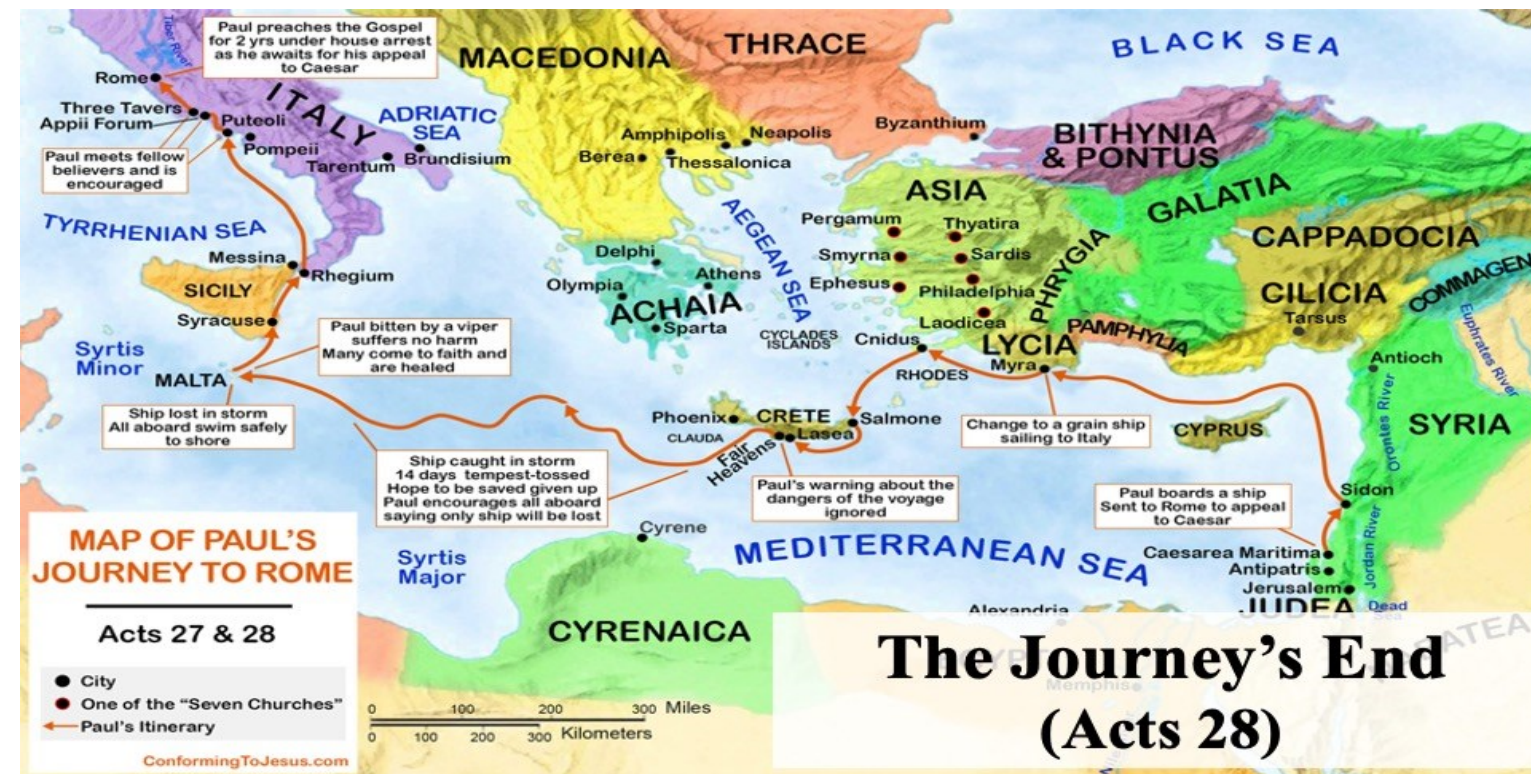 Paul preaches the Gospel
for 2 yrs under house arrest
as he awaits for his appeal
to Caesar
Tiber River
Rome
Three Tavers
Appii Forum
Puteoli
Pompeii
ITALY
ADRIATIC
SEA
Tarentum
Brundisium
Paul meets fellow
believers and is
encouraged
TYRRHENIAN SEA
Messina
Rhegium
SICILY
Syracuse
Syrtis
Minor
MALTA
Paul bitten by a viper
suffers no harm
Many come to faith and
are healed
Ship lost in storm
All aboard swim safely
to shore
MACEDONIA
THRACE
BLACK SEA
Amphipolis
Neapolis
Berea
Thessalonica
Byzanthium
BITHYNIA
& PONTUS
ASIA
GALATIA
Pergamum
Thyatira
Smyrna
Sardis
Ephesus
Philadelphia
Laodicea
PHRYGIA
CAPPADOCIA
CILICIA
Tarsus
COMMAGEN
Euphrates River
AEGEAN SEA
Delphi
Athens
Olympia
ACHAIA
Sparta
CYCLADES
ISLANDS
Cnidus
LYCIA
Myra
PAMPHYLIA
RHODES
Antioch
Orontes River
SYRIA
CYPRUS
Change to a grain ship
sailing to Italy
Phoenix
CRETE
Salmone
CLAUDA
Lasea
Fair
Heavens
Ship caught in storm
14 days tempest-tossed
Hope to be saved given up
Paul encourages all aboard
saying only ship will be lost
Paul's warning about the
dangers of the voyage
ignored
Paul boards a ship
Sent to Rome to appeal
to Caesar
Sidon
Caesarea Maritima
Antipatris
Jerusalem
Jordan River
JUDEA
Dead
Sea
Cyrene
Syrtis
Major
MEDITERRANEAN SEA
CYRENAICA
Alexandria
Memphis
MAP OF PAUL'S
JOURNEY TO ROME
Acts 27 & 28
City
One of the "Seven Churches"
Paul's Itinerary
ConformingToJesus.com
0 100 200 300 Miles
0 100 200 300 Kilometers
The Journey's End
(Acts 28)